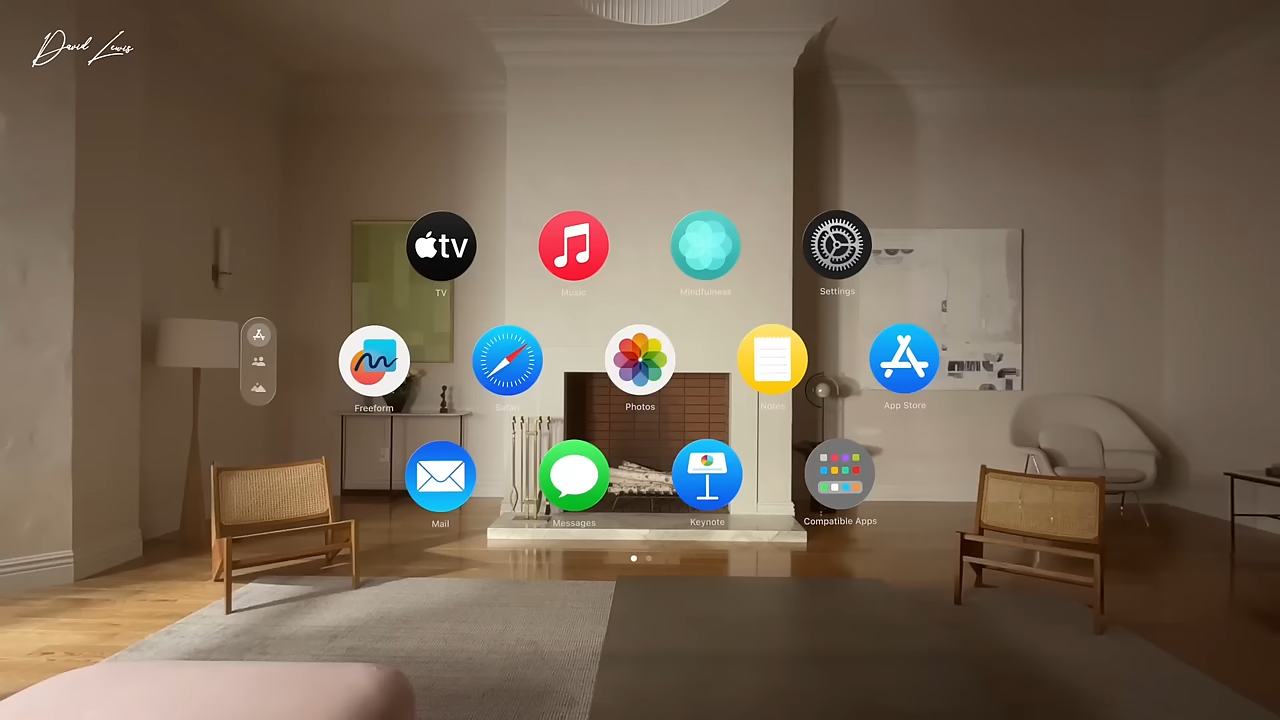 David Lewis
tv
TV
Music
Mindfulness
Settings
Freeform
Safari
Photos
Notes
App Store
Mail
Messages
Keynote
Compatible Apps